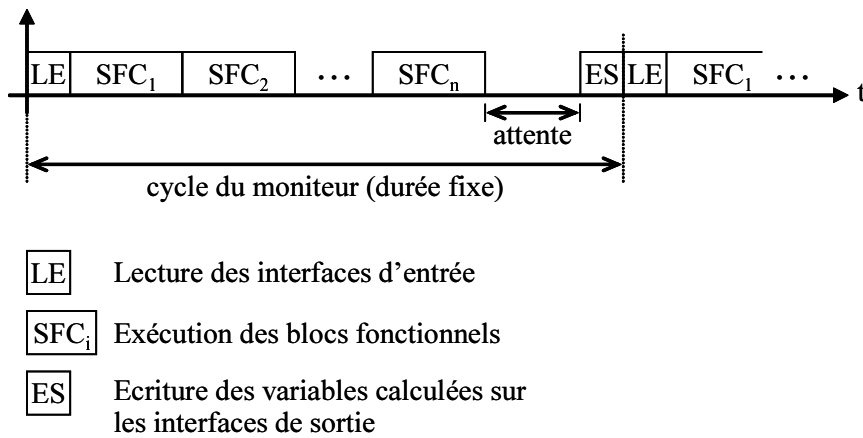 LE SFC1 SFC2 ... SFCn ES LE SFC1 ...
t
attente
cycle du moniteur (durée fixe)
LE Lecture des interfaces d'entrée
SFCi Exécution des blocs fonctionnels
ES Ecriture des variables calculées sur
les interfaces de sortie